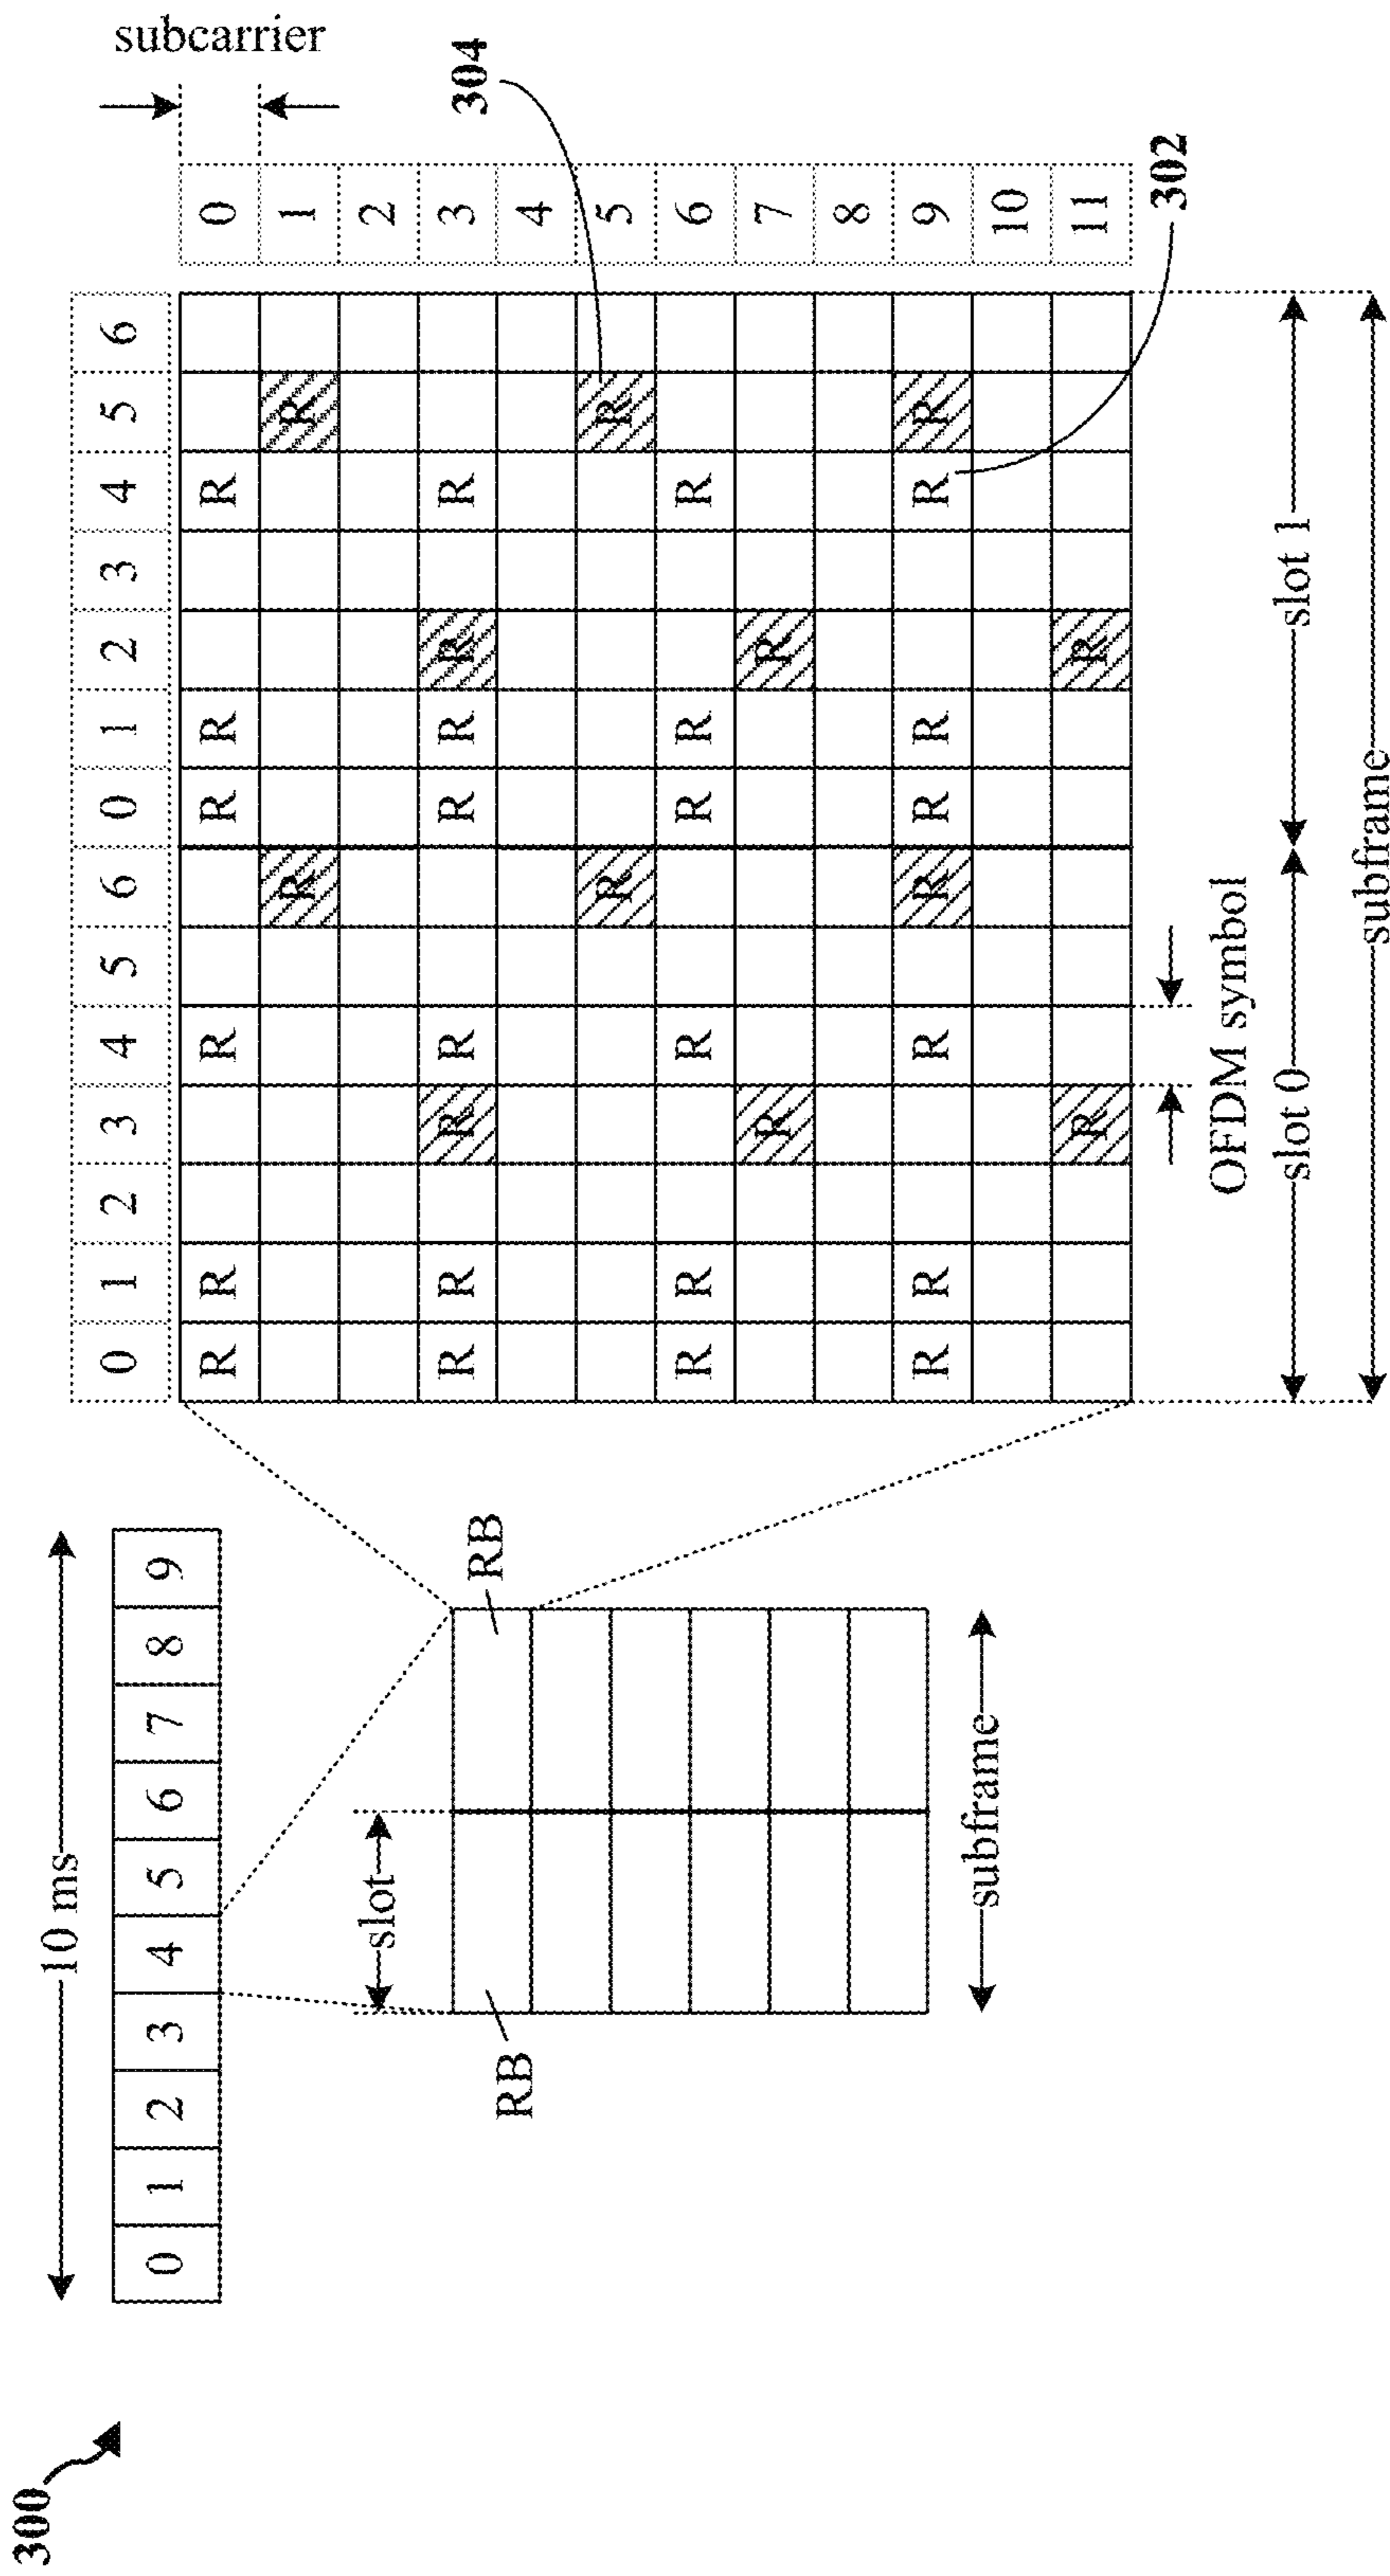 300
10 ms
0 1 2 3 4 5 6 7 8 9
slot
RB
RB
subframe
subcarrier
0 1 2 3 4 5 6 0 1 2 3 4 5 6
R R R R R R 0
R R 1
2
R R R R R R R R 3
4
304
R R 5
R R R R R R 6
R R 7
8
R R R R R R R R 9
10
R R 11
302
OFDM symbol
slot 0
slot 1
subframe